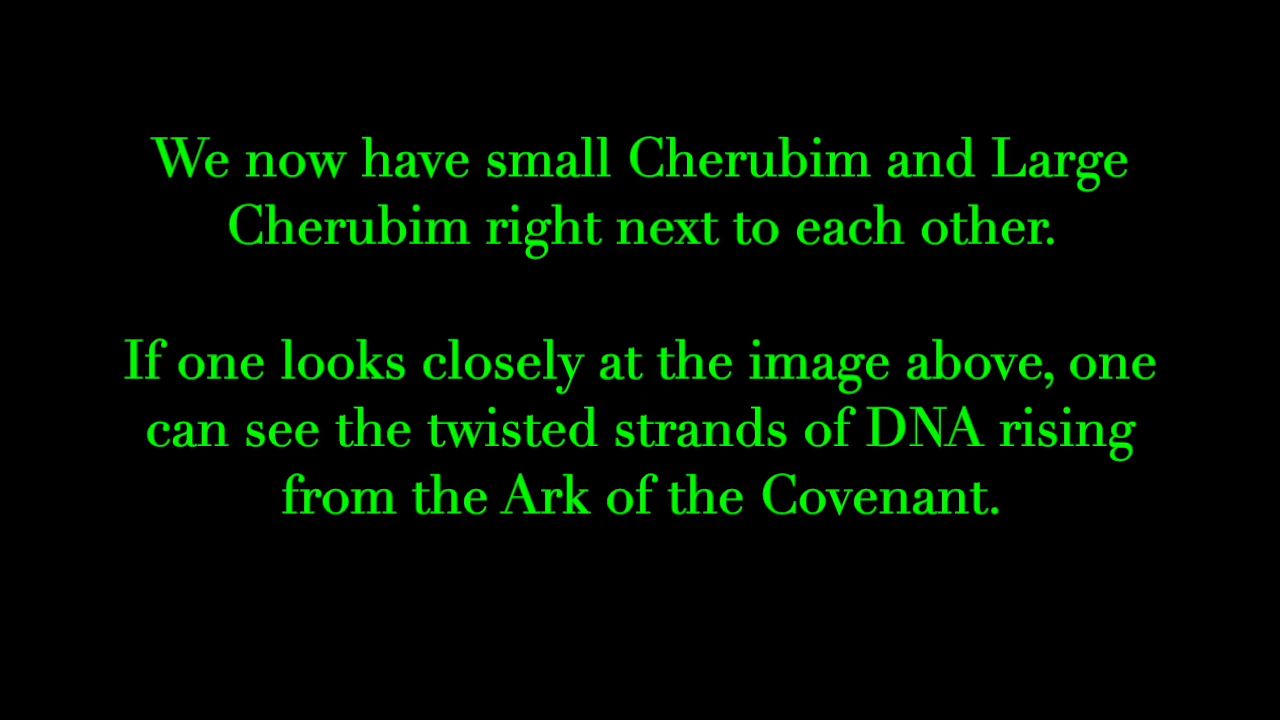 We now have small Cherubim and Large
Cherubim right next to each other.
If one looks closely at the image above, one
can see the twisted strands of DNA rising
from the Ark of the Covenant.